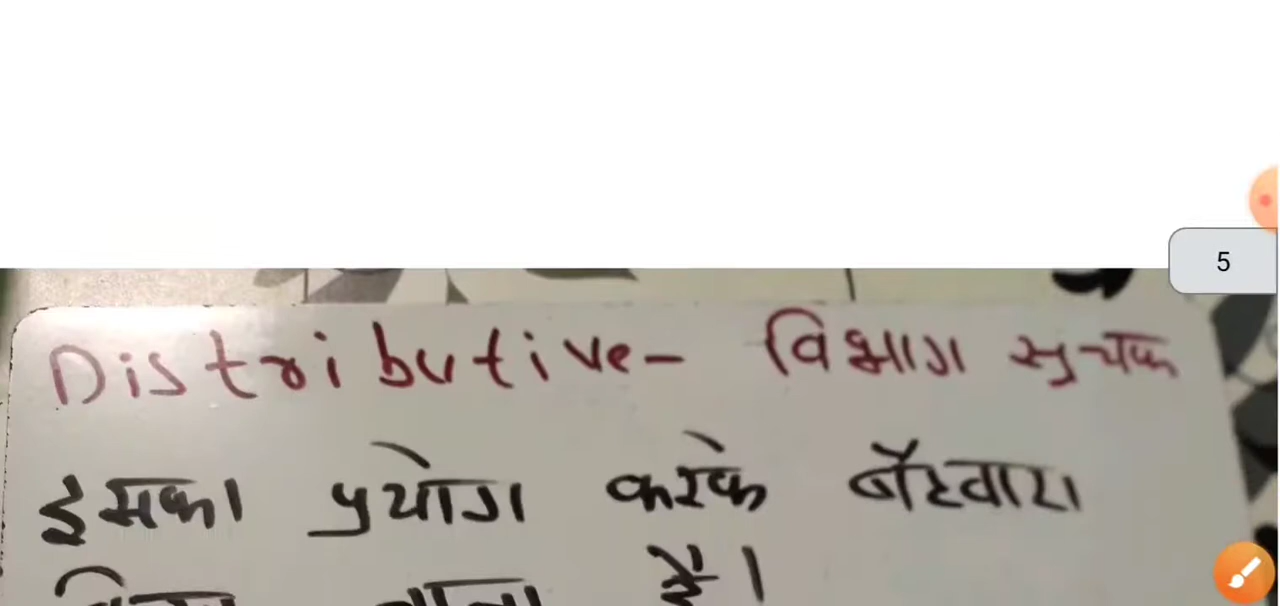 5
Distributive- विभाग सुचक
इसका प्रयोग करके बँटवारा
है।